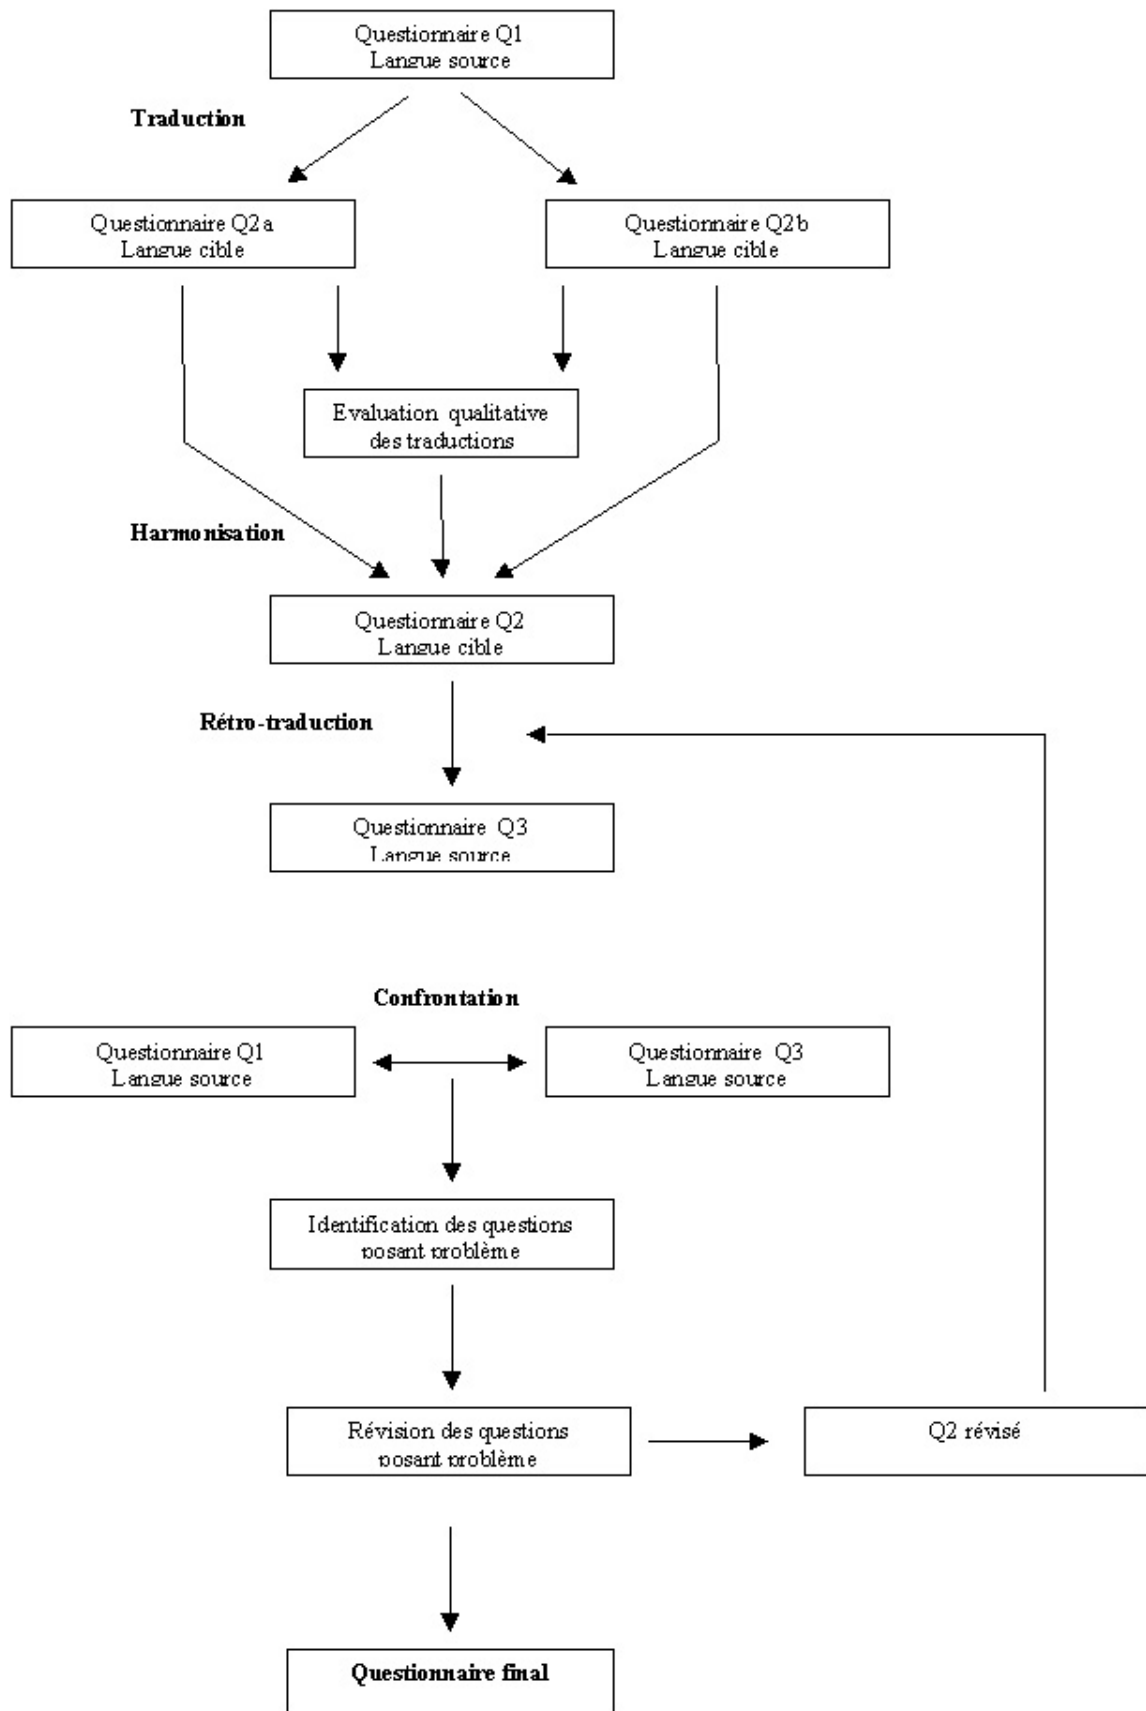 Questionnaire Q1
Langue source
Traduction
Questionnaire Q2a
Langue cible
Questionnaire Q2b
Langue cible
Evaluation qualitative
des traductions
Harmonisation
Questionnaire Q2
Langue cible
Rétro-traduction
Questionnaire Q3
Langue source
Confrontation
Questionnaire Q1
Langue source
Questionnaire Q3
Langue source
Identification des questions
posant problème
Révision des questions
posant problème
Q2 révisé
Questionnaire final